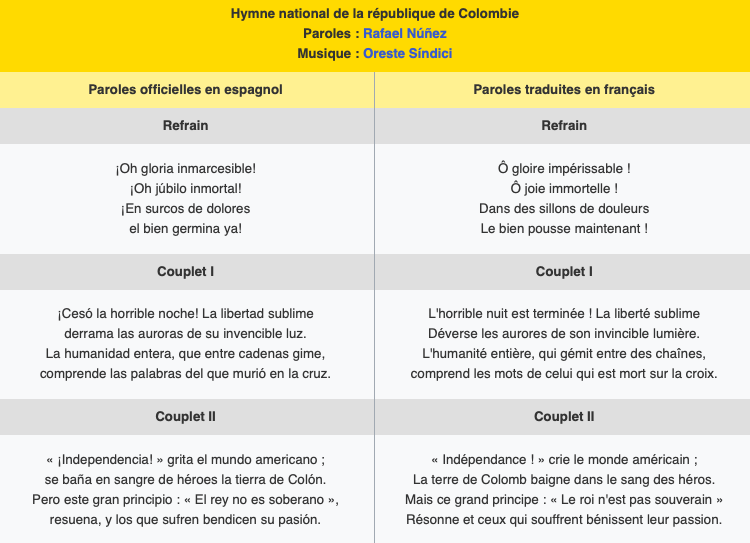 Hymne national de la république de Colombie
Paroles : Rafael Núñez
Musique : Oreste Síndici
Paroles officielles en espagnol
Paroles traduites en français
Refrain
Refrain
¡Oh gloria inmarcesible!
¡Oh júbilo inmortal!
¡En surcos de dolores
el bien germina ya!
Ô gloire impérissable !
Ô joie immortelle !
Dans des sillons de douleurs
Le bien pousse maintenant !
Couplet I
Couplet I
¡Cesó la horrible noche! La libertad sublime
derrama las auroras de su invencible luz.
La humanidad entera, que entre cadenas gime,
comprende las palabras del que murió en la cruz.
L'horrible nuit est terminée ! La liberté sublime
Déverse les aurores de son invincible lumière.
L'humanité entière, qui gémit entre des chaînes,
comprend les mots de celui qui est mort sur la croix.
Couplet II
Couplet II
« ¡Independencia! » grita el mundo americano ;
se baña en sangre de héroes la tierra de Colón.
Pero este gran principio : « El rey no es soberano »,
resuena, y los que sufren bendicen su pasión.
« Indépendance ! » crie le monde américain ;
La terre de Colomb baigne dans le sang des héros.
Mais ce grand principe : « Le roi n'est pas souverain »
Résonne et ceux qui souffrent bénissent leur passion.